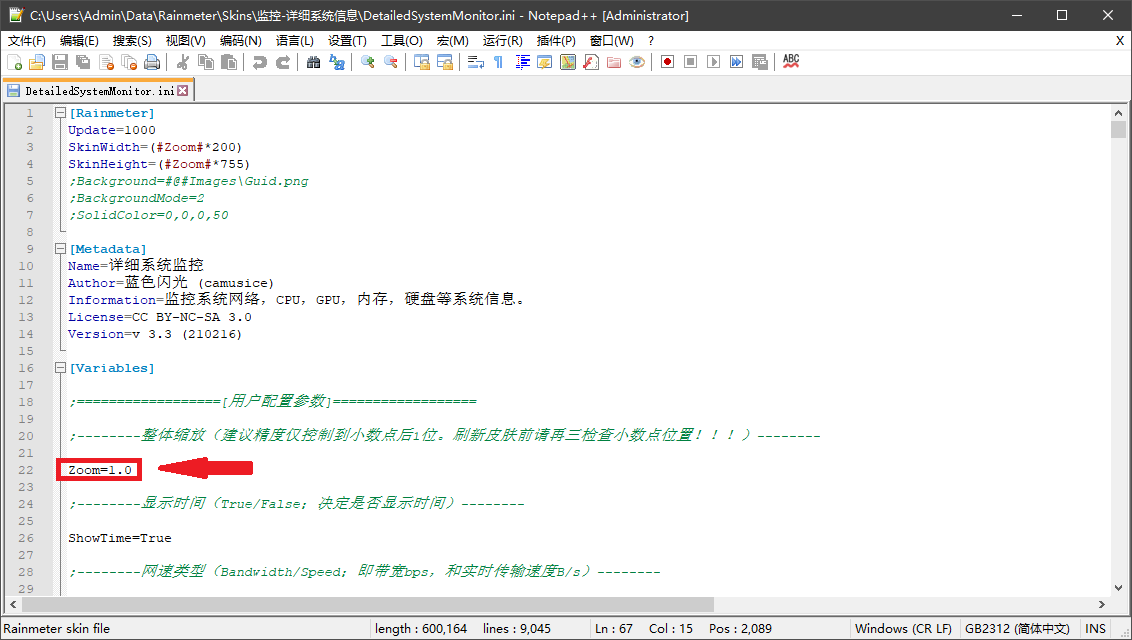 C:\Users\Admin\Data\Rainmeter\Skins\监控-详细系统信息\DetailedSystemMonitor.ini - Notepad++ [Administrator]
文件(F) 编辑(E) 搜索(S) 视图(V) 编码(N) 语言(L) 设置(T) 工具(O) 宏(M) 运行(R) 插件(P) 窗口(W) ? X
ABC
DetailedSystemMonitor.ini
1 [Rainmeter]
2 Update=1000
3 SkinWidth=(#Zoom#*200)
4 SkinHeight=(#Zoom#*755)
5 ;Background=#@#Images\Guid.png
6 ;BackgroundMode=2
7 ;SolidColor=0,0,0,50
8
9 [Metadata]
10 Name=详细系统监控
11 Author=蓝色闪光 (camusice)
12 Information=监控系统网络，CPU，GPU，内存，硬盘等系统信息。
13 License=CC BY-NC-SA 3.0
14 Version=v 3.3 (210216)
15
16 [Variables]
17
18 ;==================[用户配置参数]==================
19
20 ;--------整体缩放（建议精度仅控制到小数点后1位。刷新皮肤前请再三检查小数点位置！！！）--------
21
22 Zoom=1.0
23
24 ;--------显示时间（True/False；决定是否显示时间）--------
25
26 ShowTime=True
27
28 ;--------网速类型（Bandwidth/Speed；即带宽bps，和实时传输速度B/s）--------
29
Rainmeter skin file length : 600,164 lines : 9,045 Ln : 67 Col : 15 Pos : 2,089 Windows (CR LF) GB2312 (简体中文) INS